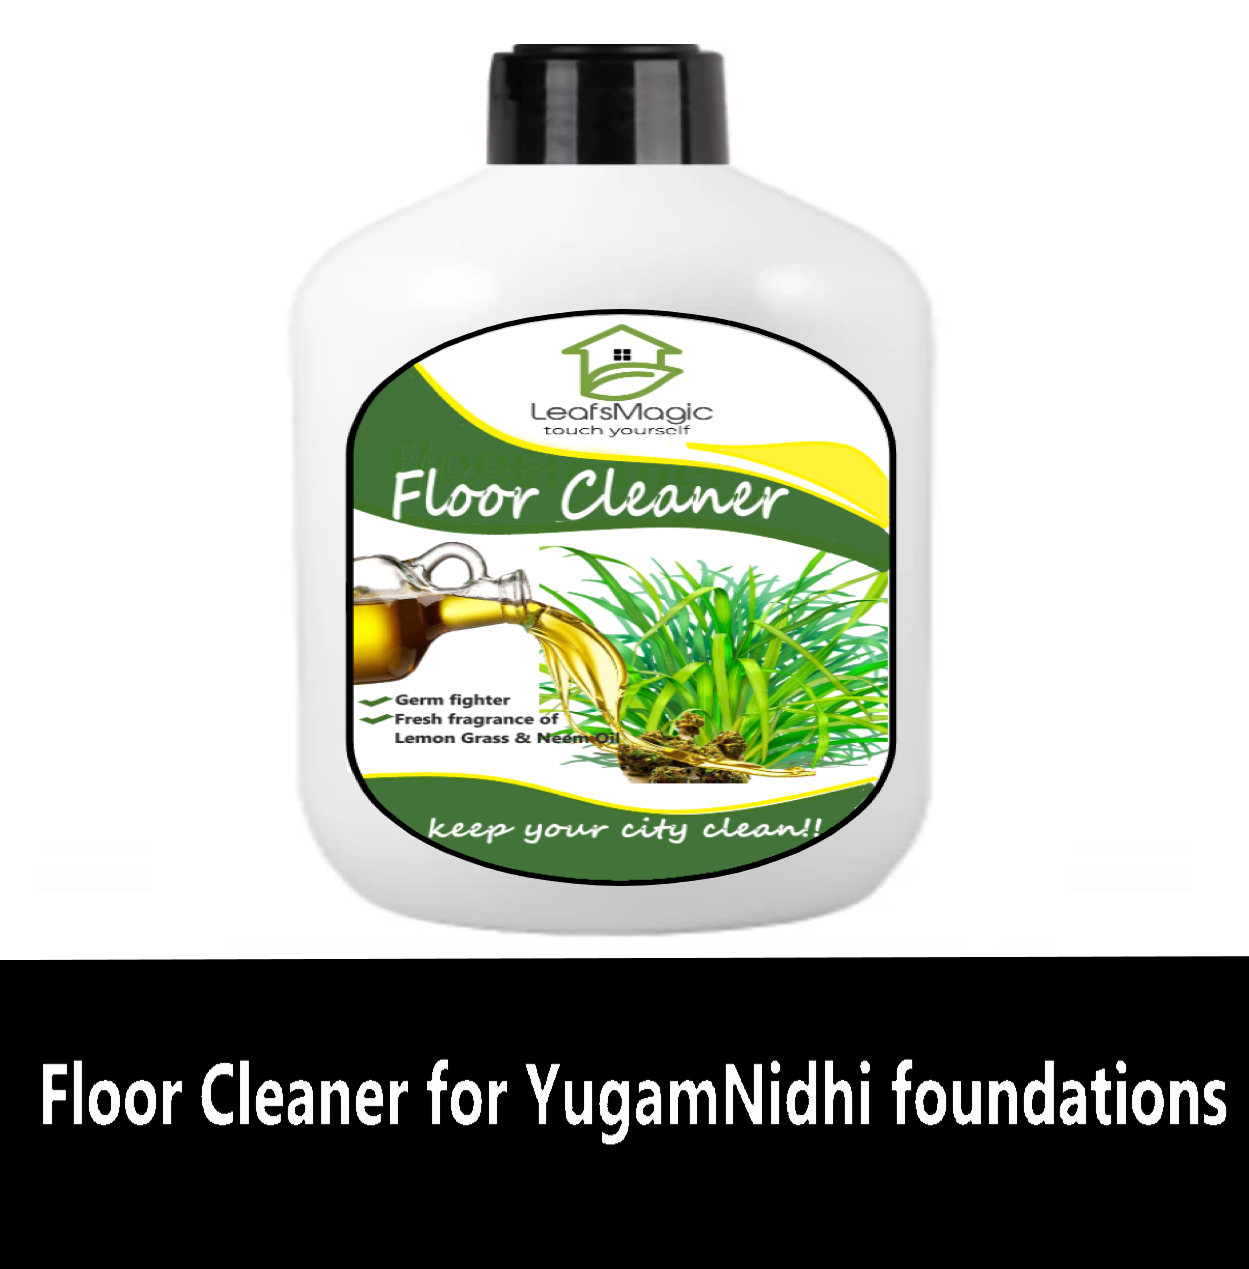 LeafsMagic
touch yourself
Floor Cleaner
Germ fighter
Fresh fragrance of
Lemon Grass & Neem Oil
keep your city clean!!
Floor Cleaner for YugamNidhi foundations